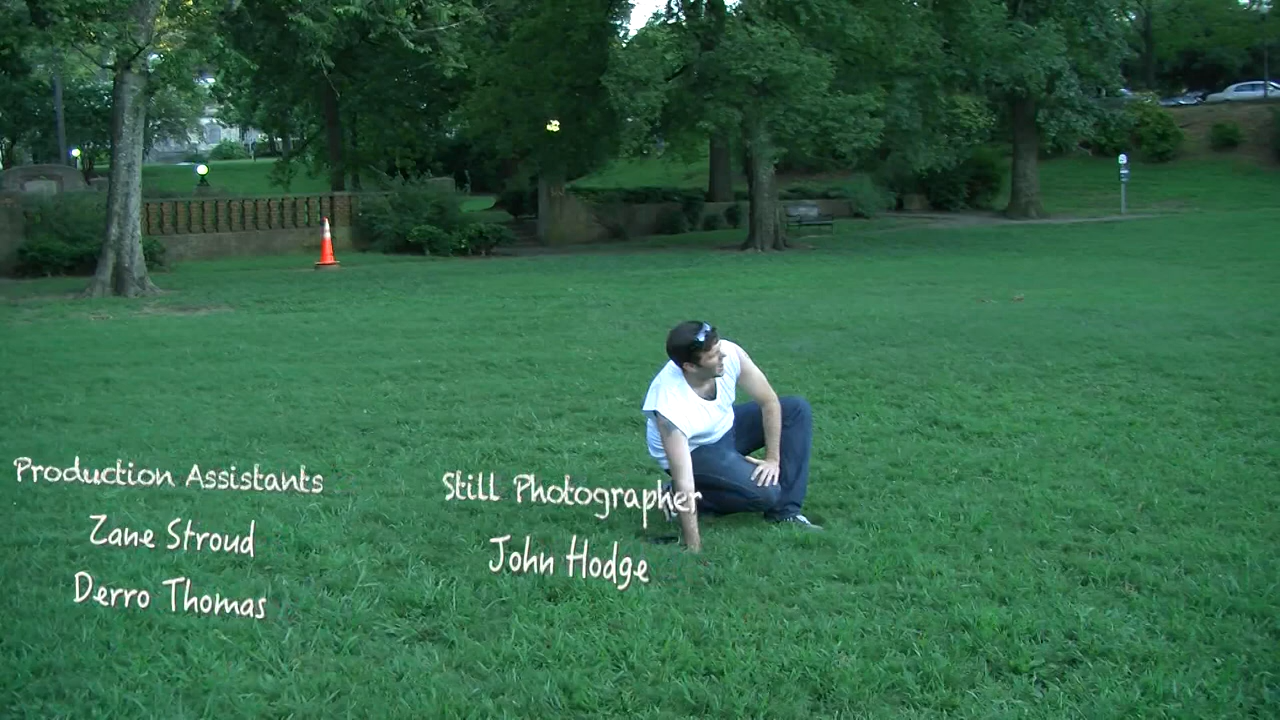 Production Assistants
Zane Stroud
Derro Thomas
Still Photographer
John Hodge